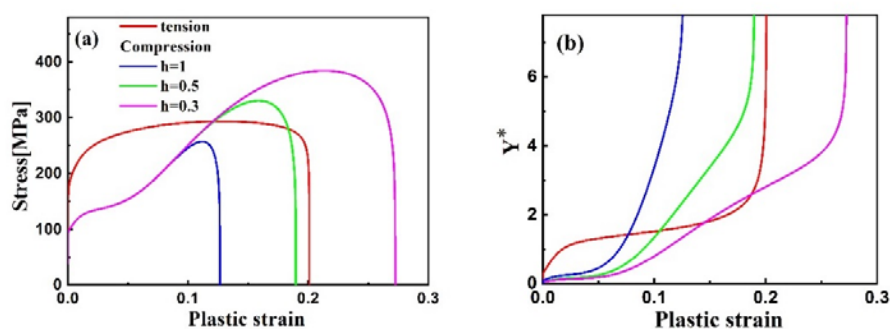 (a)
tension
Compression
h=1
h=0.5
h=0.3
Stress[MPa]
400
300
200
100
0
0.0 0.1 0.2 0.3
Plastic strain
(b)
Y*
6
4
2
0
0.0 0.1 0.2 0.3
Plastic strain